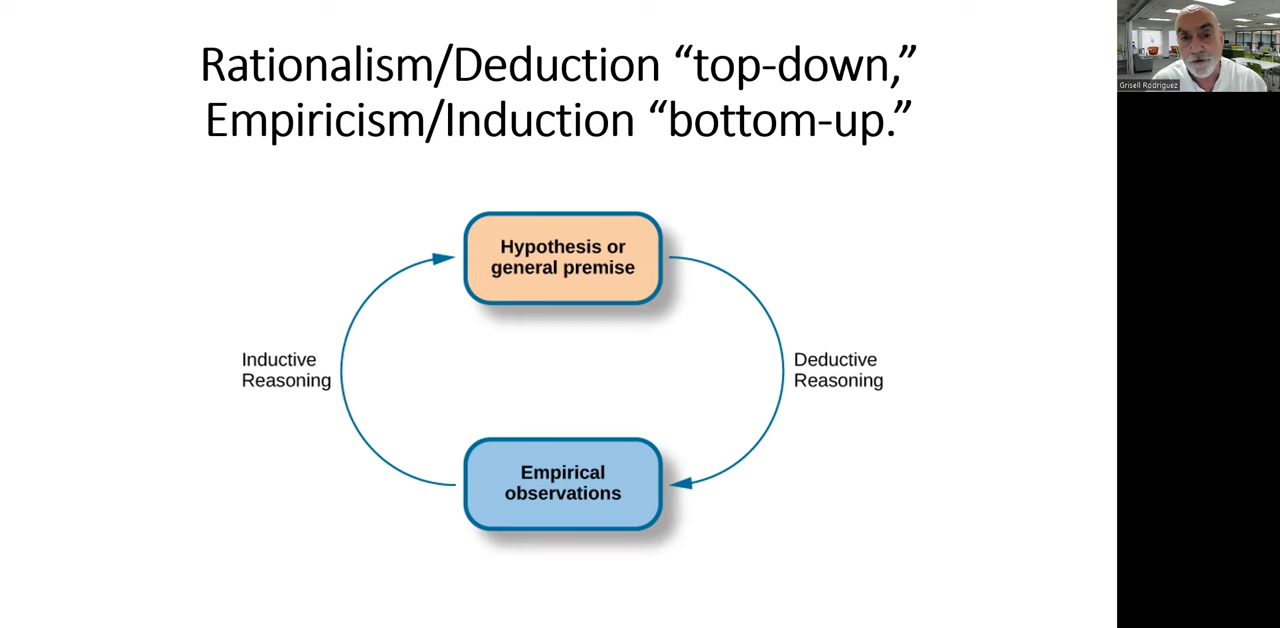 Rationalism/Deduction “top-down,”
Empiricism/Induction “bottom-up.”
Hypothesis or
general premise
Inductive
Reasoning
Deductive
Reasoning
Empirical
observations
Grisell Rodriguez